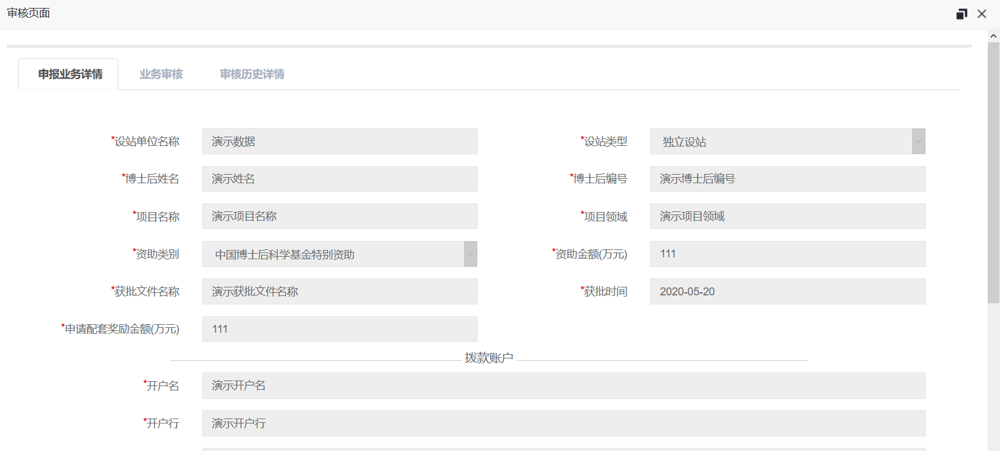 审核页面
申报业务详情 业务审核 审核历史详情
*设站单位名称 演示数据 *设站类型 独立设站
*博士后姓名 演示姓名 *博士后编号 演示博士后编号
*项目名称 演示项目名称 *项目领域 演示项目领域
*资助类别 中国博士后科学基金特别资助 *资助金额(万元) 111
*获批文件名称 演示获批文件名称 *获批时间 2020-05-20
*申请配套奖励金额(万元) 111
拨款账户
*开户名 演示开户名
*开户行 演示开户行